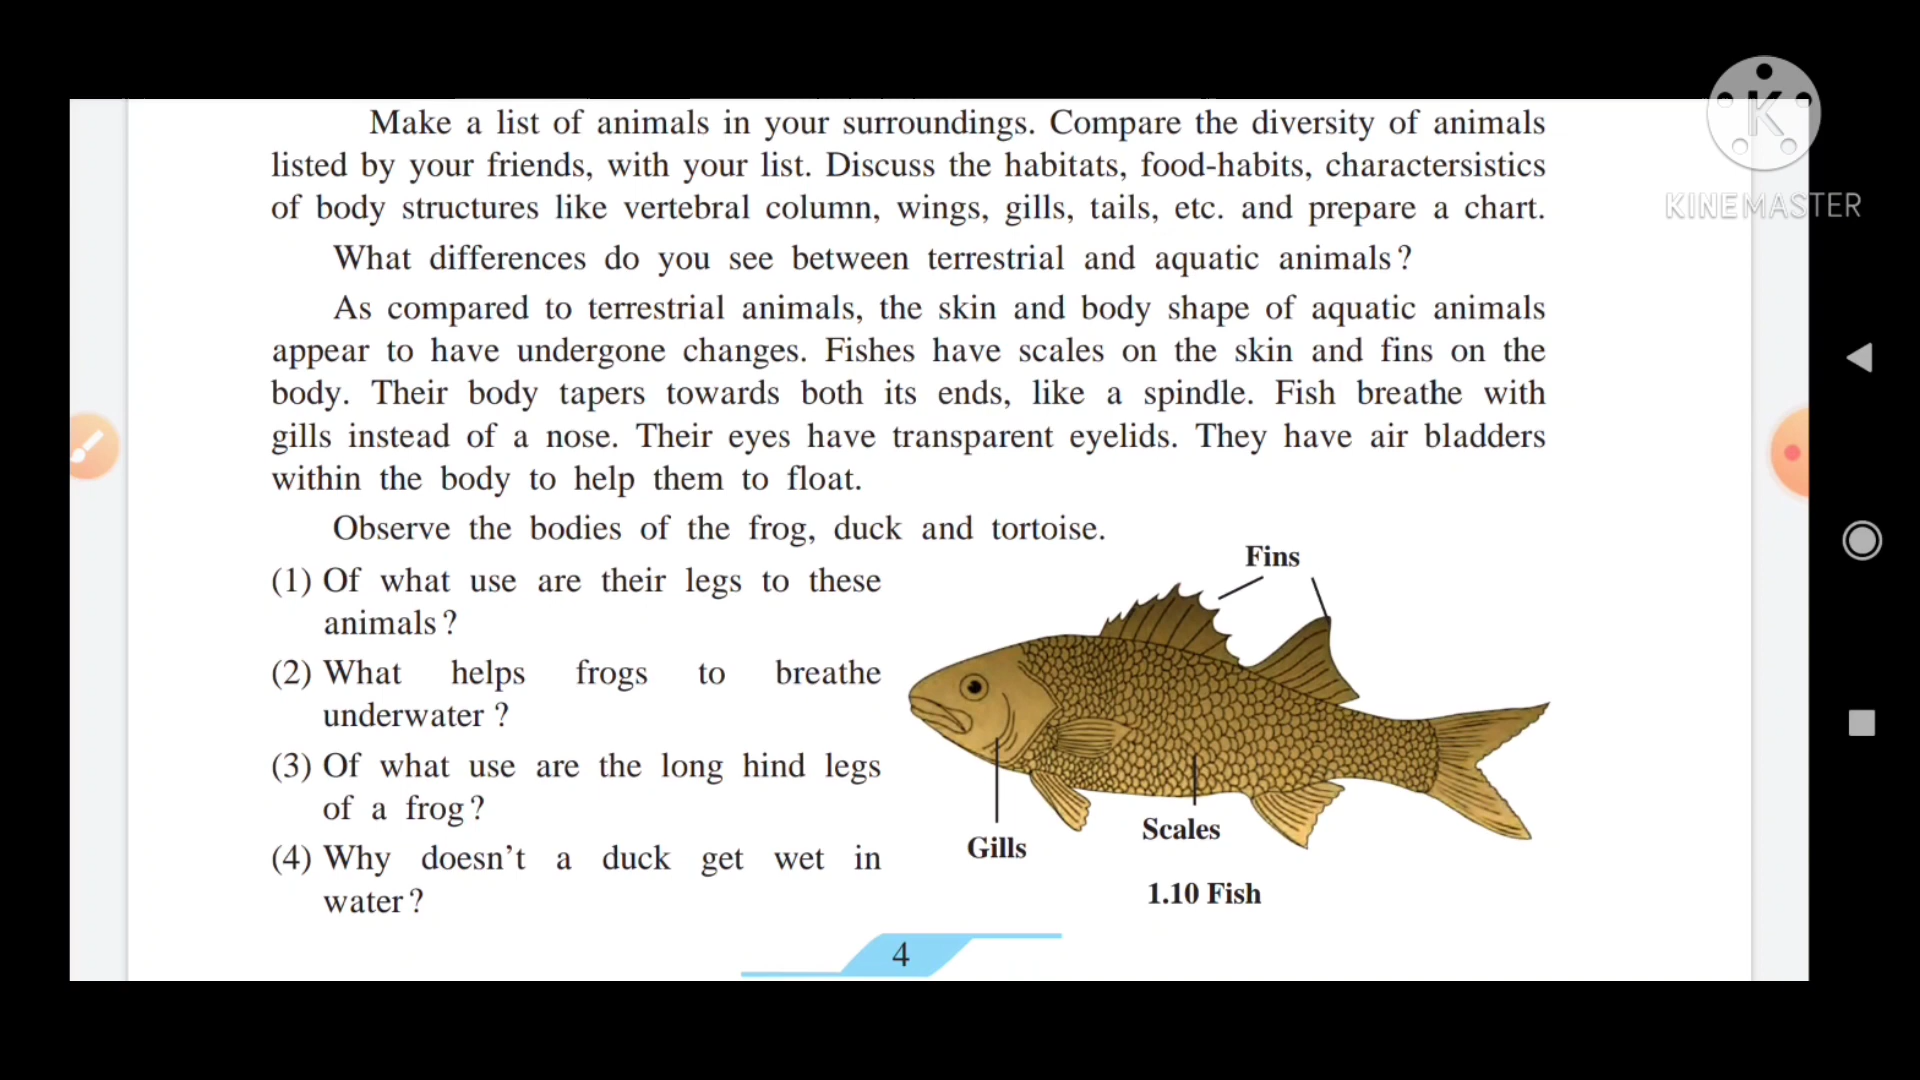 Make a list of animals in your surroundings. Compare the diversity of animals
listed by your friends, with your list. Discuss the habitats, food-habits, charactersistics
of body structures like vertebral column, wings, gills, tails, etc. and prepare a chart.
What differences do you see between terrestrial and aquatic animals?
As compared to terrestrial animals, the skin and body shape of aquatic animals
appear to have undergone changes. Fishes have scales on the skin and fins on the
body. Their body tapers towards both its ends, like a spindle. Fish breathe with
gills instead of a nose. Their eyes have transparent eyelids. They have air bladders
within the body to help them to float.
Observe the bodies of the frog, duck and tortoise.
(1) Of what use are their legs to these
animals?
(2) What helps frogs to breathe
underwater?
(3) Of what use are the long hind legs
of a frog?
(4) Why doesn't a duck get wet in
water?
Fins
Gills
Scales
1.10 Fish
4
K
KINEMASTER